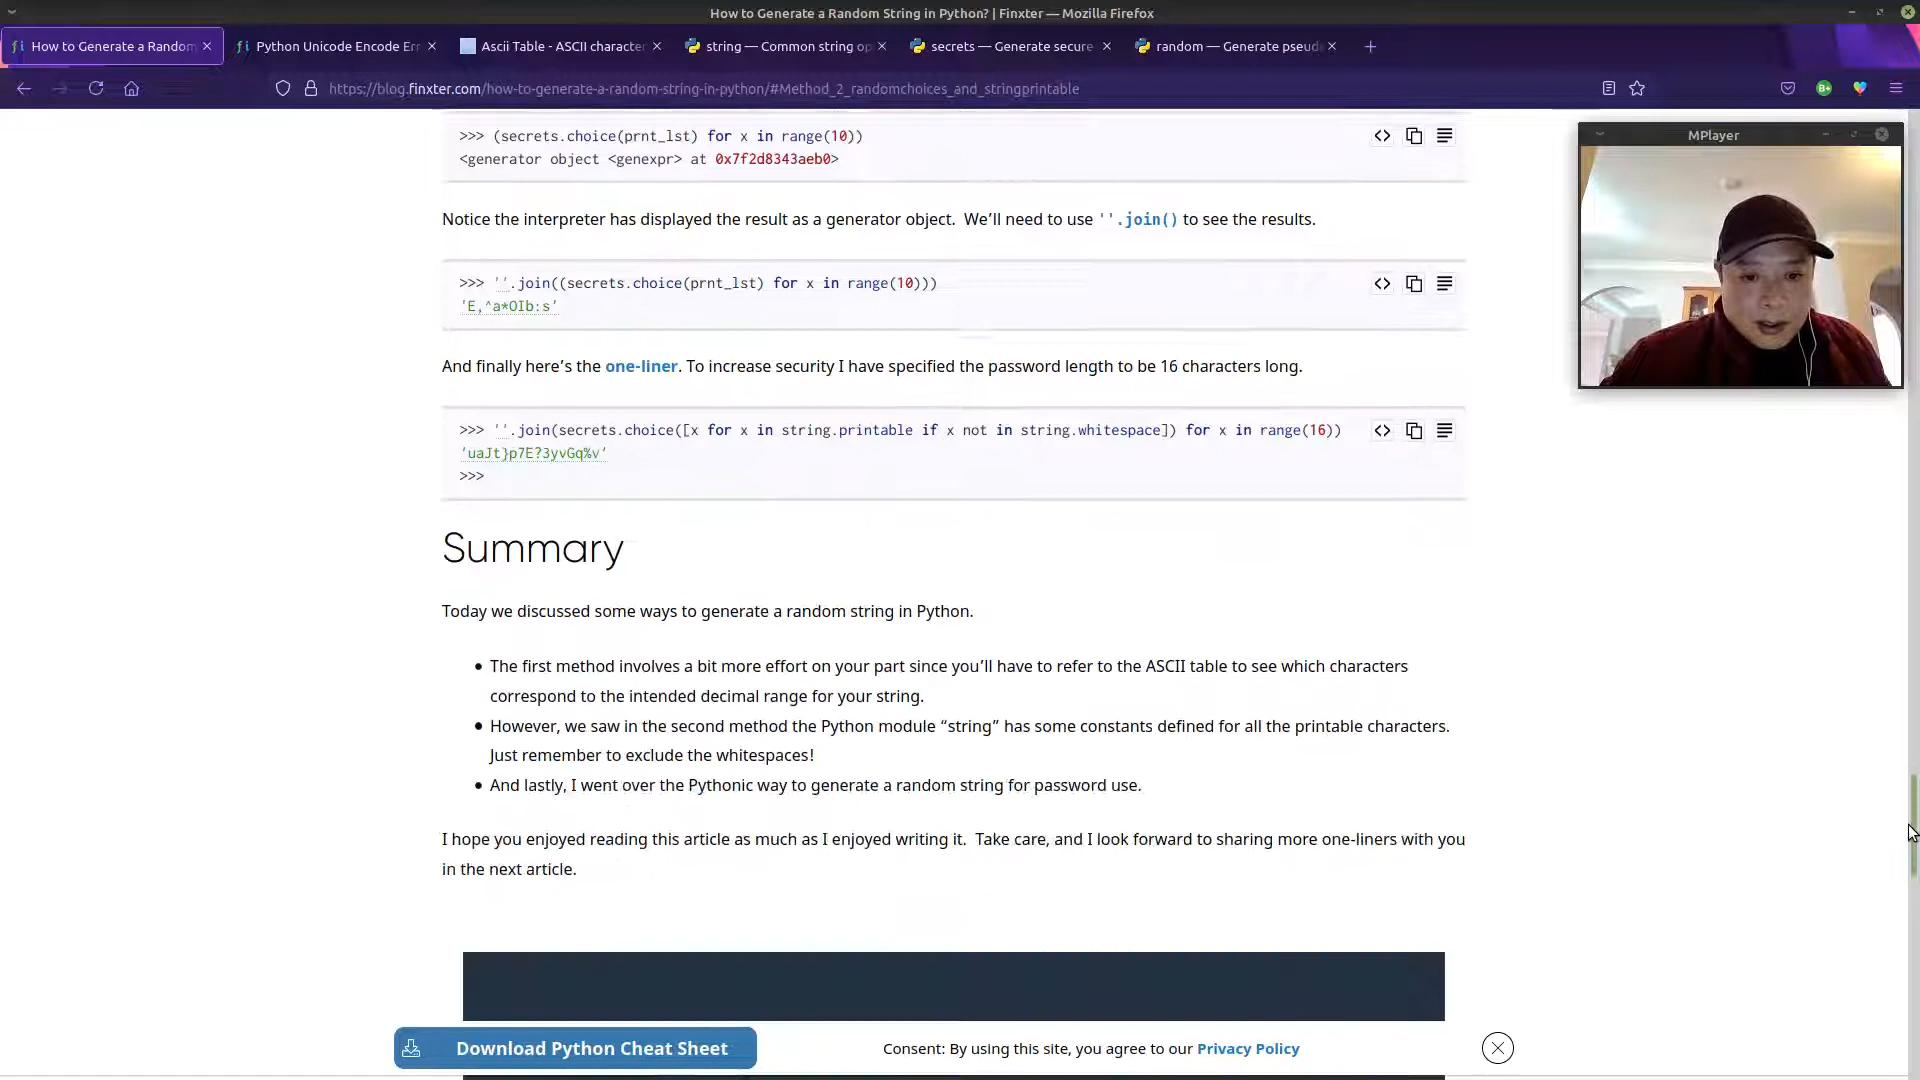 How to Generate a Random String in Python? | Finxter — Mozilla Firefox
How to Generate a Random
Python Unicode Encode Err
Ascii Table - ASCII character
string — Common string op
secrets — Generate secure
random — Generate pseud
https://blog.finxter.com/how-to-generate-a-random-string-in-python/#Method_2_randomchoices_and_stringprintable
>>> (secrets.choice(prnt_lst) for x in range(10))
<generator object <genexpr> at 0x7f2d8343aeb0>
MPlayer
Notice the interpreter has displayed the result as a generator object.  We’ll need to use ''.join() to see the results.
>>> ''.join((secrets.choice(prnt_lst) for x in range(10)))
'E,^a*OIb:s'
And finally here’s the one-liner. To increase security I have specified the password length to be 16 characters long.
>>> ''.join(secrets.choice([x for x in string.printable if x not in string.whitespace]) for x in range(16))
'uaJt}p7E?3yvGq%v'
>>>
Summary
Today we discussed some ways to generate a random string in Python.
• The first method involves a bit more effort on your part since you’ll have to refer to the ASCII table to see which characters
correspond to the intended decimal range for your string.
• However, we saw in the second method the Python module “string” has some constants defined for all the printable characters.
Just remember to exclude the whitespaces!
• And lastly, I went over the Pythonic way to generate a random string for password use.
I hope you enjoyed reading this article as much as I enjoyed writing it.  Take care, and I look forward to sharing more one-liners with you
in the next article.
Download Python Cheat Sheet
Consent: By using this site, you agree to our Privacy Policy